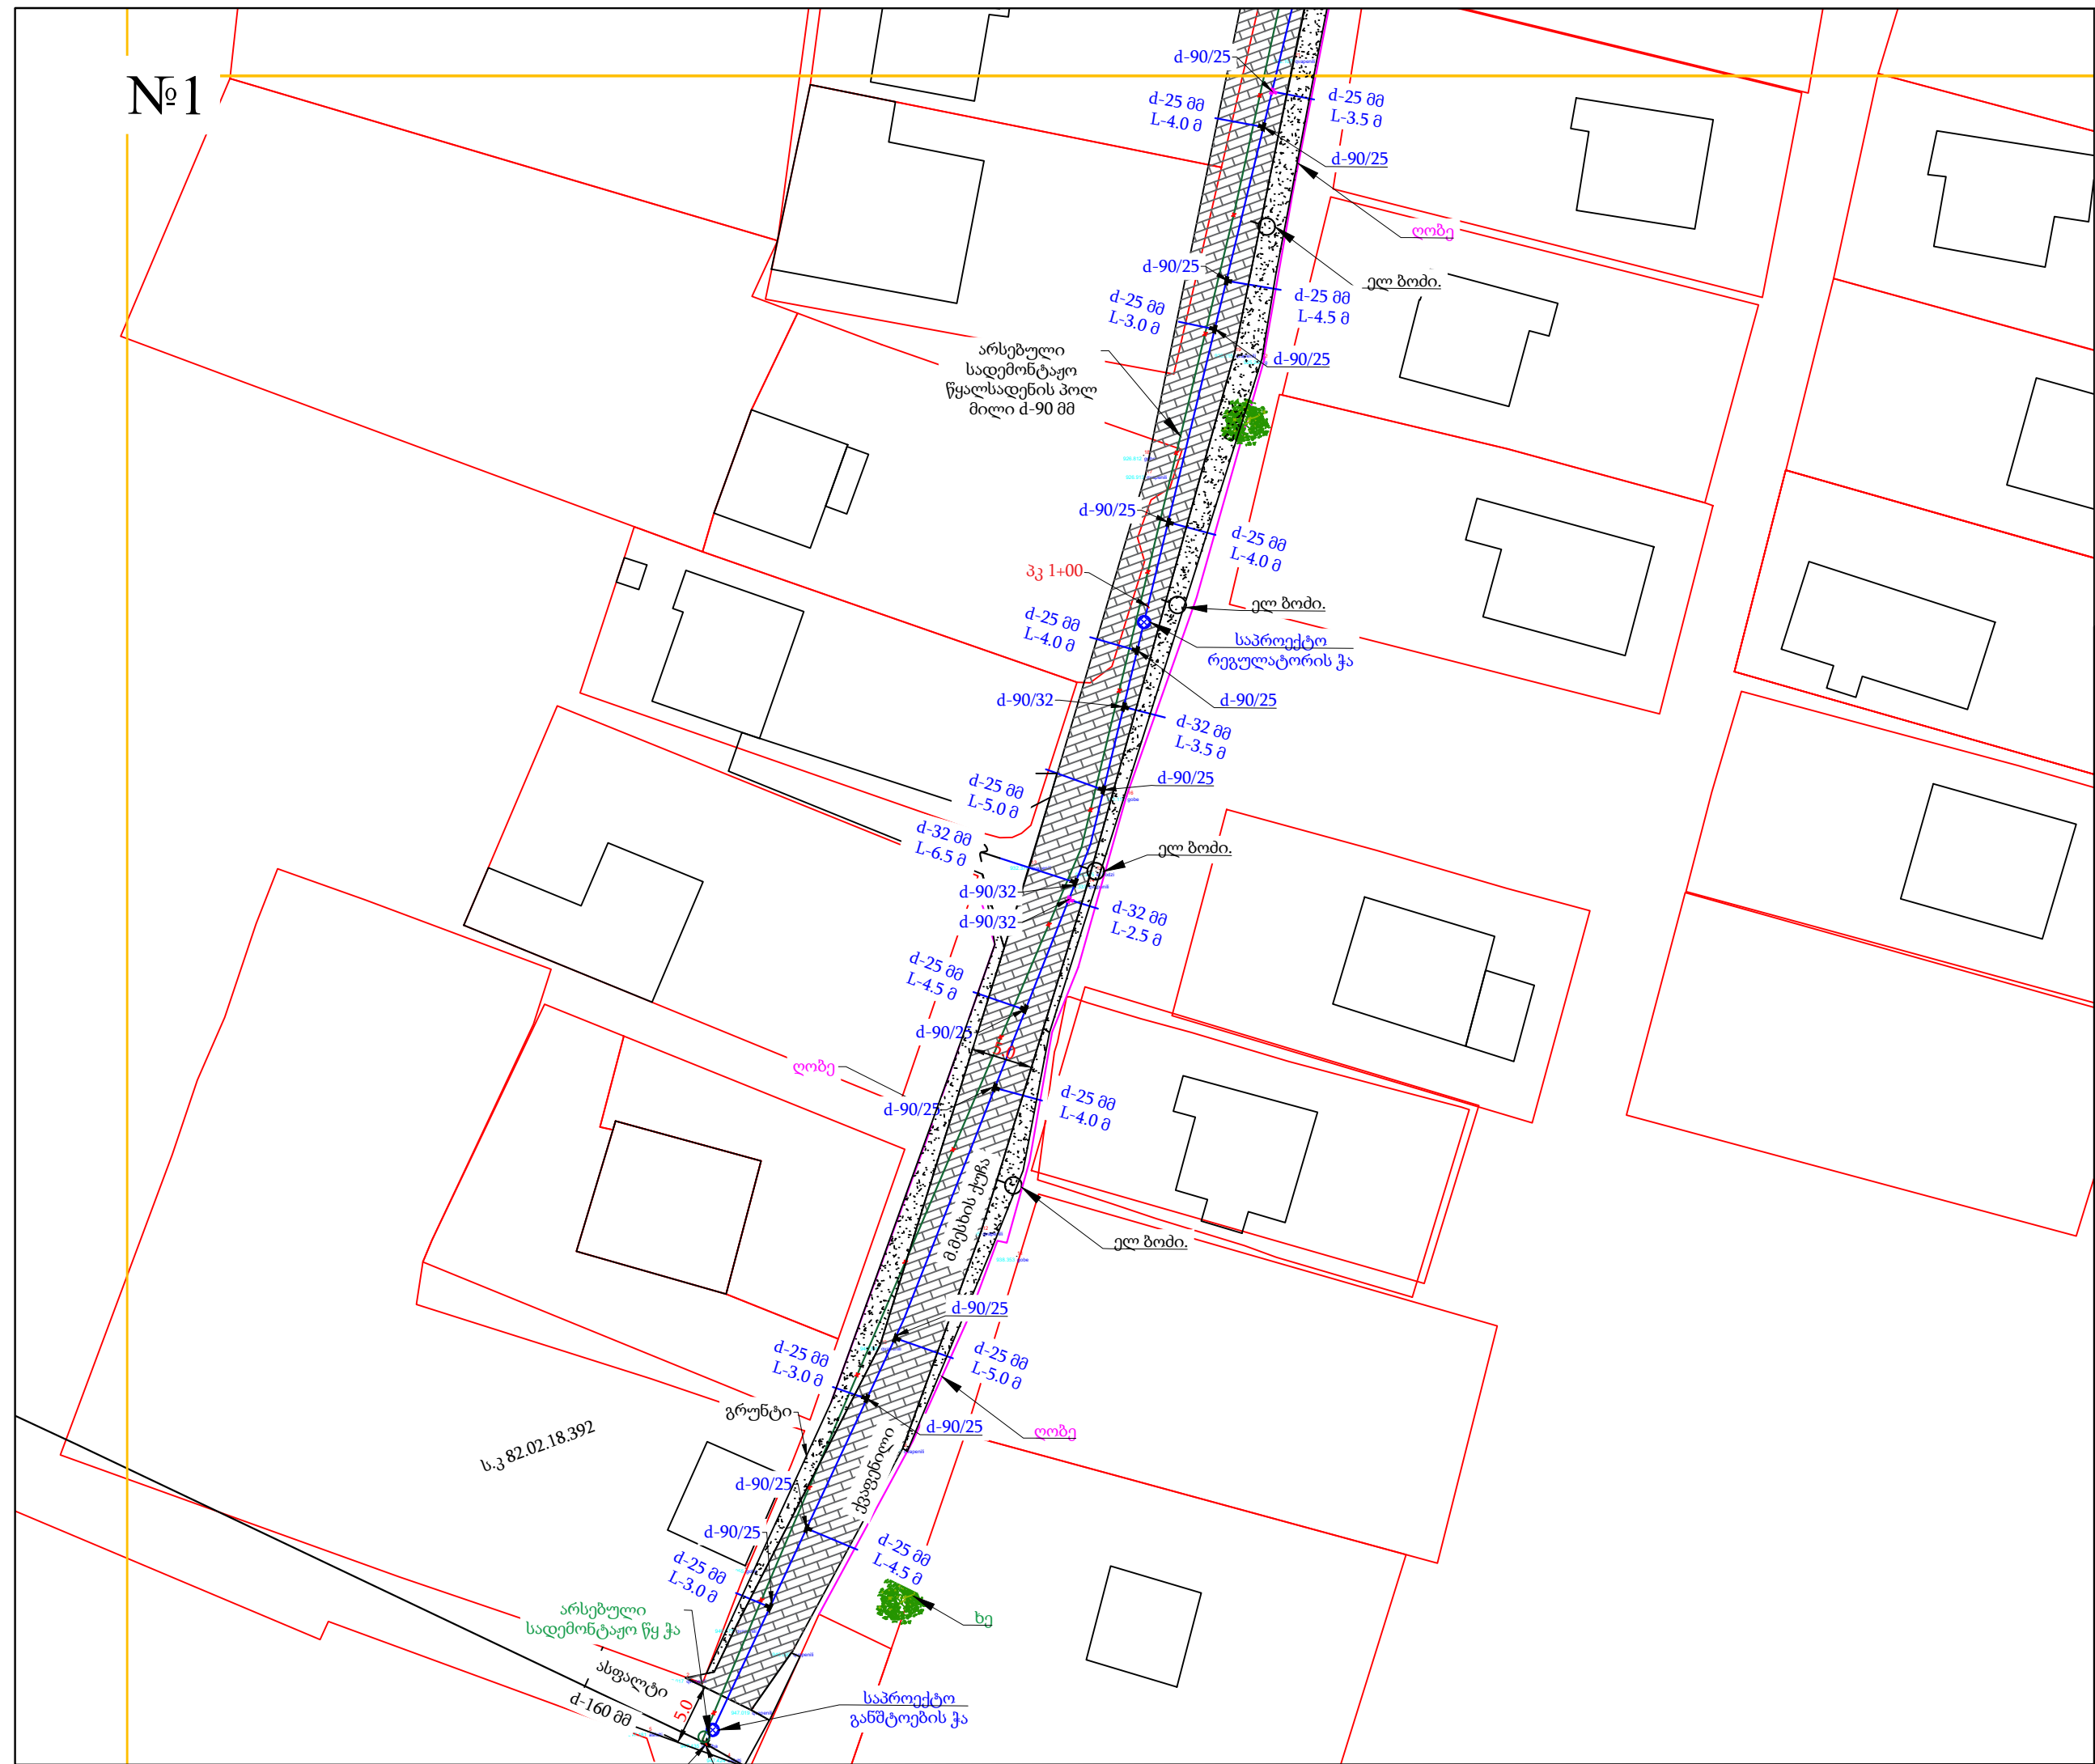 №1
d-90/25
d-25 მმ
L-4.0 მ
d-25 მმ
L-3.5 მ
d-90/25
ღობე
d-90/25
ელ ბოძი.
d-25 მმ
L-3.0 მ
d-25 მმ
L-4.5 მ
d-90/25
არსებული
სადემონტაჟო
წყალსადენის პოლ
მილი d-90 მმ
d-90/25
d-25 მმ
L-4.0 მ
პკ 1+00
ელ ბოძი.
d-25 მმ
L-4.0 მ
საპროექტო
რეგულატორის ჭა
d-90/32
d-90/25
d-32 მმ
L-3.5 მ
d-25 მმ
L-5.0 მ
d-90/25
d-32 მმ
L-6.5 მ
ელ ბოძი.
d-90/32
d-90/32
d-32 მმ
L-2.5 მ
d-25 მმ
L-4.5 მ
d-90/25
ღობე
d-90/25
d-25 მმ
L-4.0 მ
მ.მესხის ქუჩა
ელ ბოძი.
d-90/25
d-25 მმ
L-3.0 მ
d-25 მმ
L-5.0 მ
გრუნტი
d-90/25
ღობე
ს.კ 82.02.18.392
ქვაფენილი
d-90/25
d-90/25
d-25 მმ
L-4.5 მ
d-25 მმ
L-3.0 მ
არსებული
სადემონტაჟო წყ ჭა
ხე
ასფალტი
d-160 მმ
5.0
საპროექტო
განშტოების ჭა